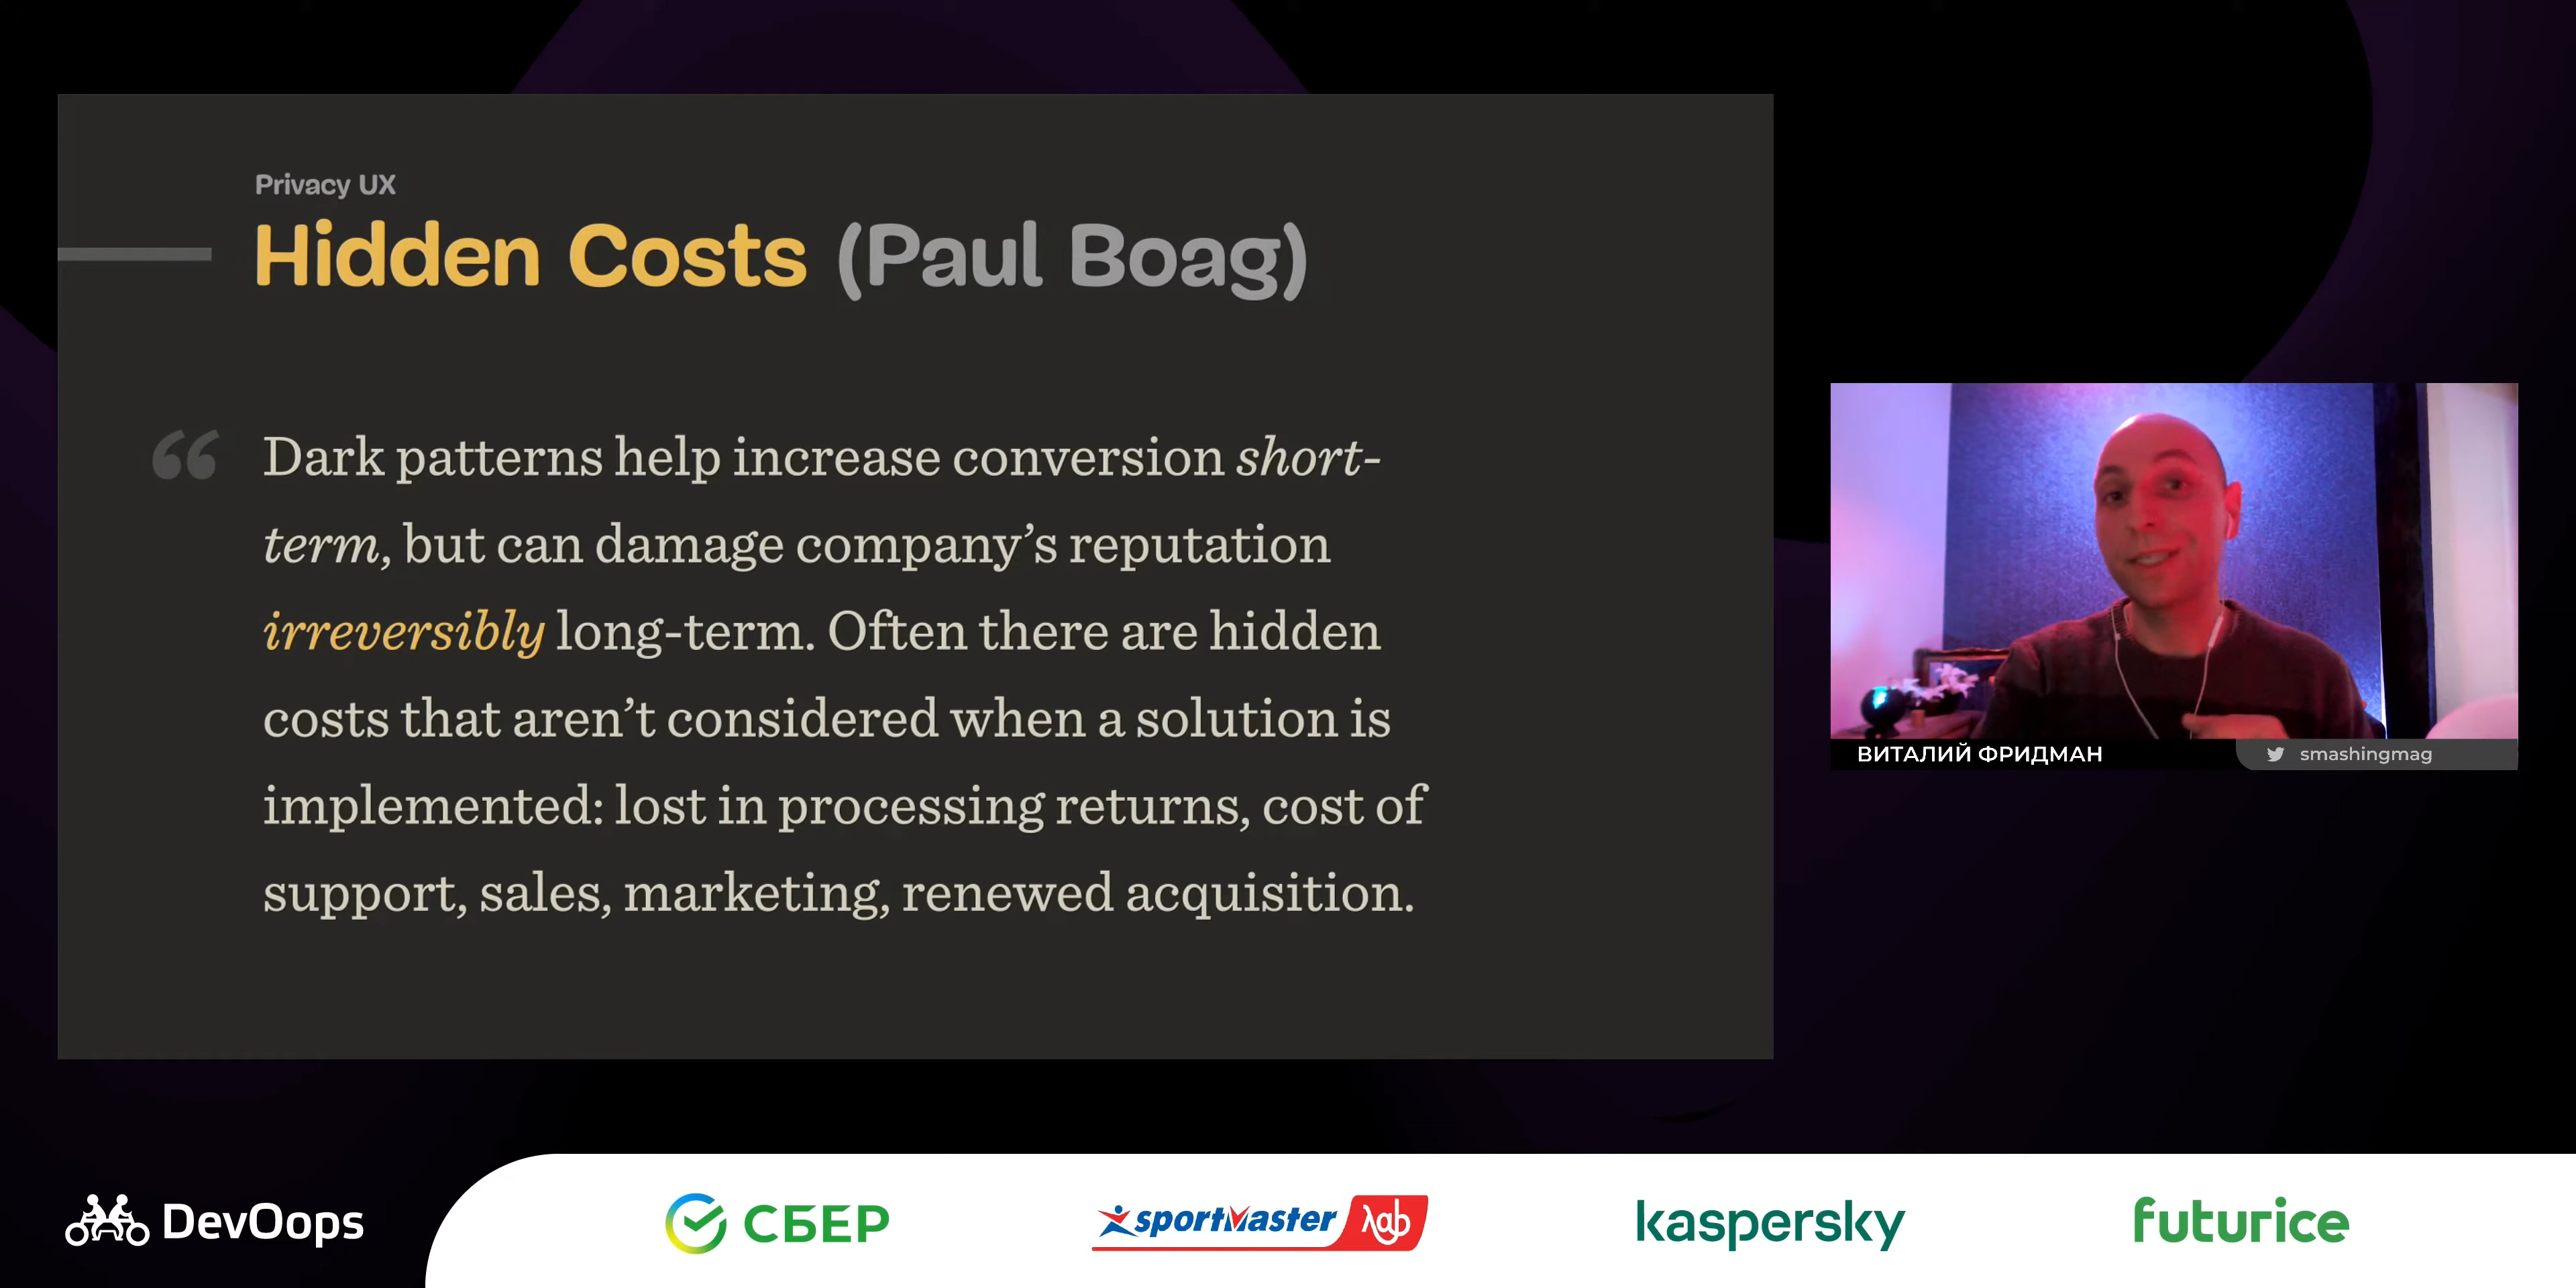 Privacy UX
Hidden Costs (Paul Boag)
“ Dark patterns help increase conversion short-
term, but can damage company’s reputation
irreversibly long-term. Often there are hidden
costs that aren’t considered when a solution is
implemented: lost in processing returns, cost of
support, sales, marketing, renewed acquisition.
ВИТАЛИЙ ФРИДМАН
smashingmag
DevOops
СБЕР
sportmaster лab
kaspersky
futurice